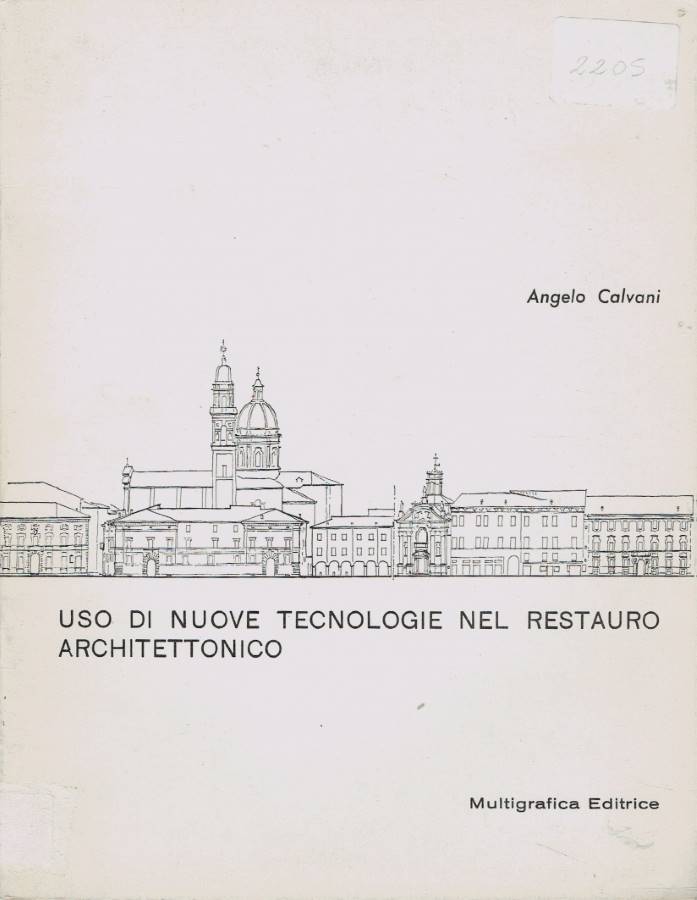 2205
Angelo Calvani
USO DI NUOVE TECNOLOGIE NEL RESTAURO
ARCHITETTONICO
Multigrafica Editrice